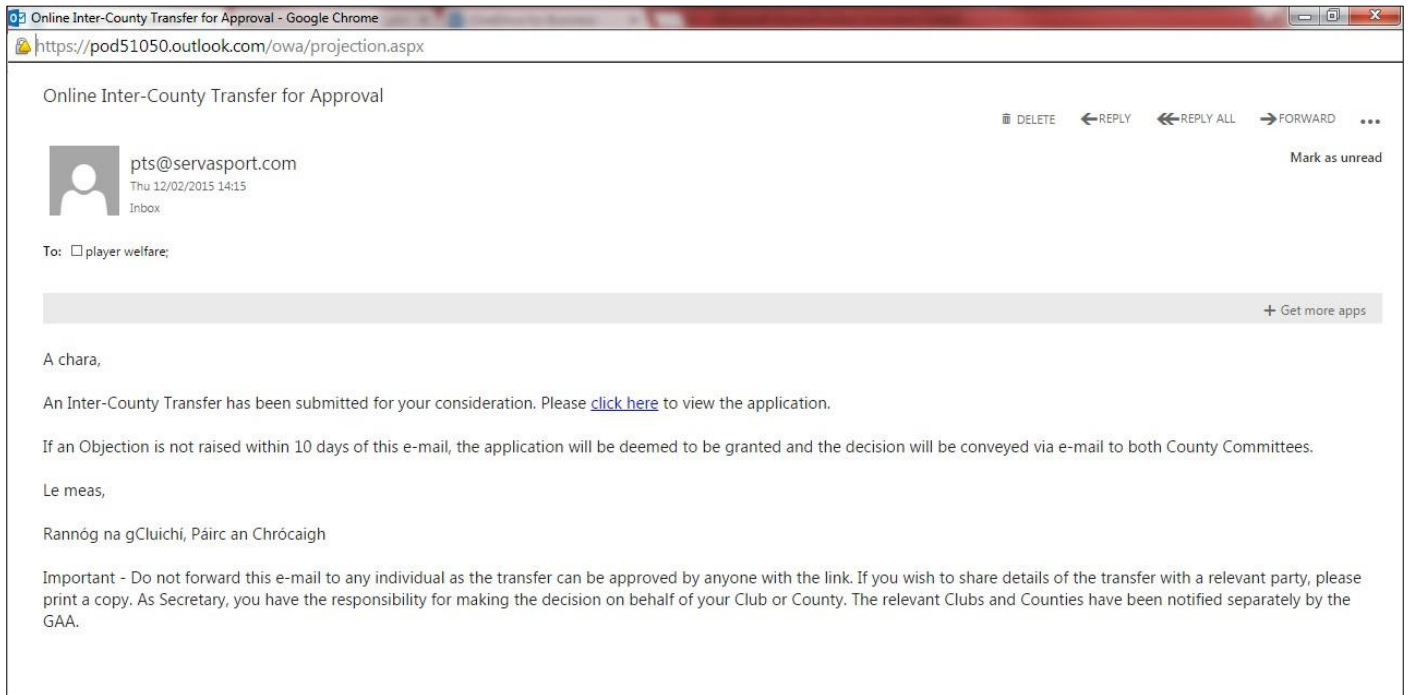 Online Inter-County Transfer for Approval - Google Chrome
https://pod51050.outlook.com/owa/projection.aspx
Online Inter-County Transfer for Approval
DELETE REPLY REPLY ALL FORWARD •••
pts@servasport.com
Mark as unread
Thu 12/02/2015 14:15
Inbox
To: player welfare;
+ Get more apps
A chara,
An Inter-County Transfer has been submitted for your consideration. Please click here to view the application.
If an Objection is not raised within 10 days of this e-mail, the application will be deemed to be granted and the decision will be conveyed via e-mail to both County Committees.
Le meas,
Rannóg na gCluichí, Páirc an Chrócaigh
Important - Do not forward this e-mail to any individual as the transfer can be approved by anyone with the link. If you wish to share details of the transfer with a relevant party, please
print a copy. As Secretary, you have the responsibility for making the decision on behalf of your Club or County. The relevant Clubs and Counties have been notified separately by the
GAA.